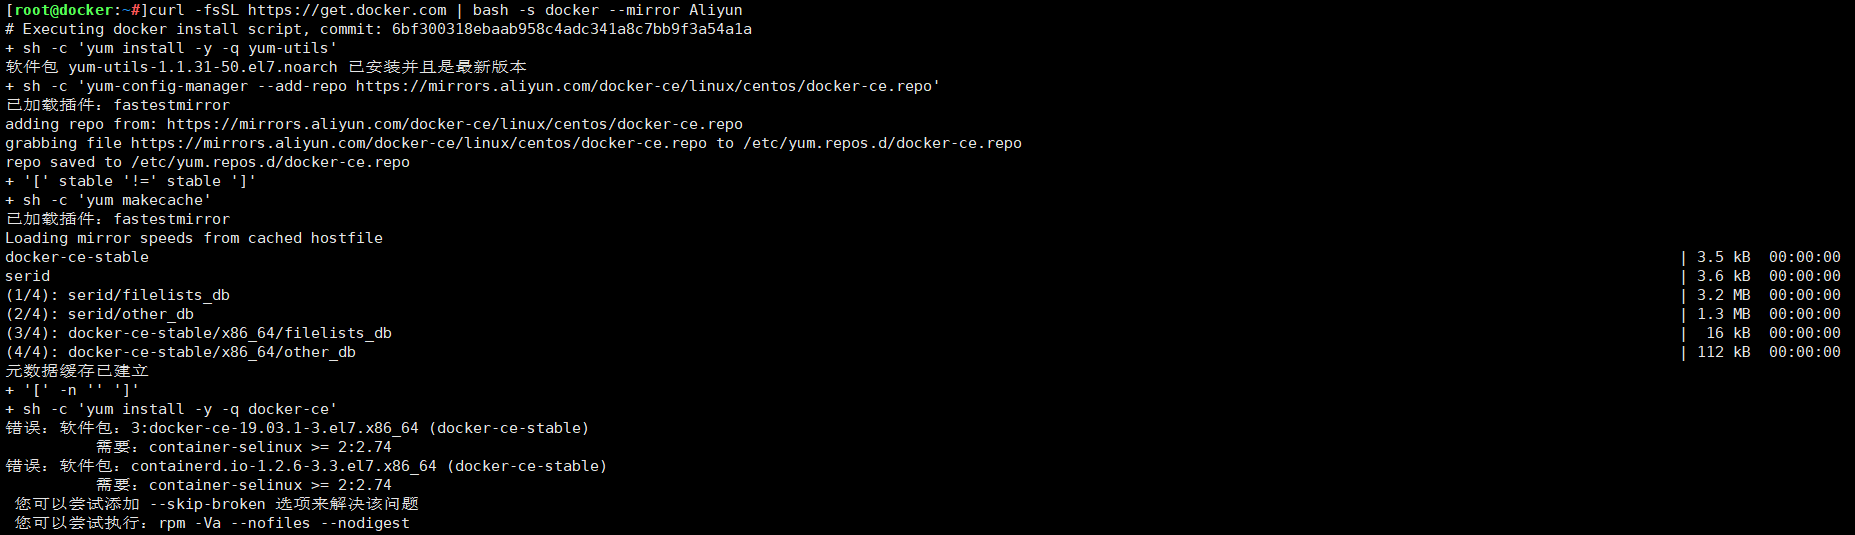 [root@docker:~#]curl -fsSL https://get.docker.com | bash -s docker --mirror Aliyun
# Executing docker install script, commit: 6bf300318ebaab958c4adc341a8c7bb9f3a54a1a
+ sh -c 'yum install -y -q yum-utils'
软件包 yum-utils-1.1.31-50.el7.noarch 已安装并且是最新版本
+ sh -c 'yum-config-manager --add-repo https://mirrors.aliyun.com/docker-ce/linux/centos/docker-ce.repo'
已加载插件：fastestmirror
adding repo from: https://mirrors.aliyun.com/docker-ce/linux/centos/docker-ce.repo
grabbing file https://mirrors.aliyun.com/docker-ce/linux/centos/docker-ce.repo to /etc/yum.repos.d/docker-ce.repo
repo saved to /etc/yum.repos.d/docker-ce.repo
+ '[' stable '!=' stable ']'
+ sh -c 'yum makecache'
已加载插件：fastestmirror
Loading mirror speeds from cached hostfile
docker-ce-stable | 3.5 kB 00:00:00
serid | 3.6 kB 00:00:00
(1/4): serid/filelists_db | 3.2 MB 00:00:00
(2/4): serid/other_db | 1.3 MB 00:00:00
(3/4): docker-ce-stable/x86_64/filelists_db | 16 kB 00:00:00
(4/4): docker-ce-stable/x86_64/other_db | 112 kB 00:00:00
元数据缓存已建立
+ '[' -n '' ']'
+ sh -c 'yum install -y -q docker-ce'
错误：软件包：3:docker-ce-19.03.1-3.el7.x86_64 (docker-ce-stable)
需要：container-selinux >= 2:2.74
错误：软件包：containerd.io-1.2.6-3.3.el7.x86_64 (docker-ce-stable)
需要：container-selinux >= 2:2.74
您可以尝试添加 --skip-broken 选项来解决该问题
您可以尝试执行：rpm -Va --nofiles --nodigest